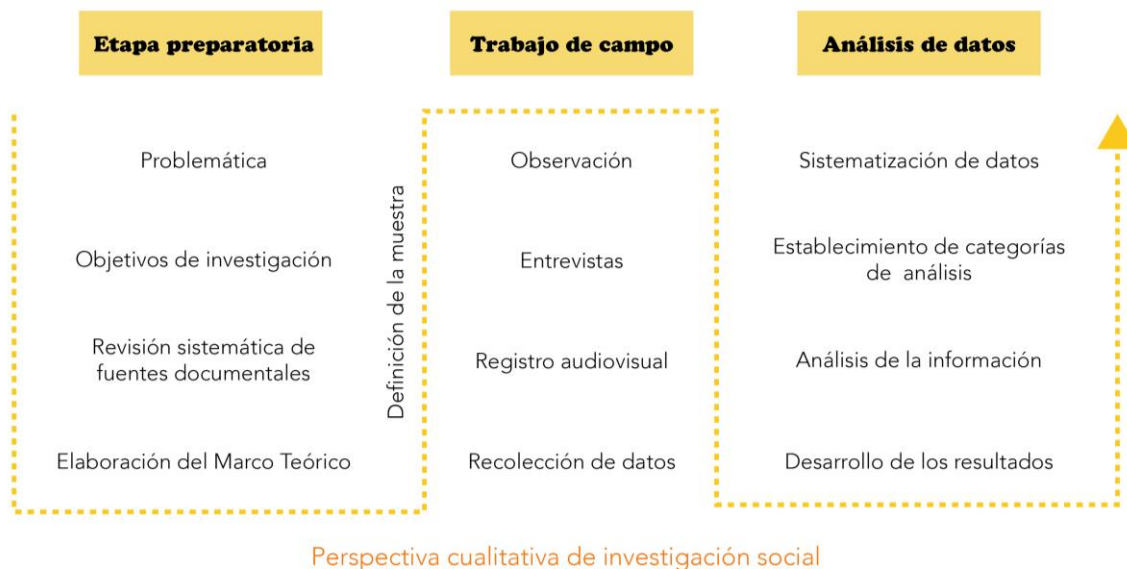 Etapa preparatoria
Problemática
Objetivos de investigación
Revisión sistemática de
fuentes documentales
Elaboración del Marco Teórico
Definición de la muestra
Trabajo de campo
Observación
Entrevistas
Registro audiovisual
Recolección de datos
Análisis de datos
Sistematización de datos
Establecimiento de categorías
de análisis
Análisis de la información
Desarrollo de los resultados
Perspectiva cualitativa de investigación social